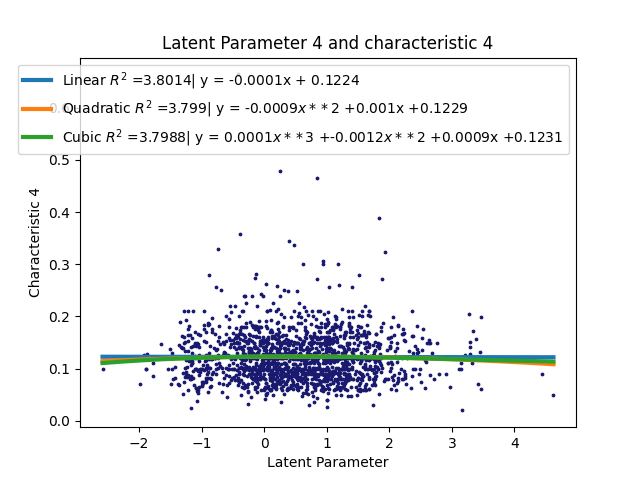 Latent Parameter 4 and characteristic 4
Linear R² =3.8014| y = -0.0001x + 0.1224
Quadratic R² =3.799| y = -0.0009x * *2 +0.001x +0.1229
Cubic R² =3.7988| y = 0.0001x * *3 +-0.0012x * *2 +0.0009x +0.1231
0.5
0.4
0.3
0.2
0.1
0.0
Characteristic 4
−2 −1 0 1 2 3 4
Latent Parameter